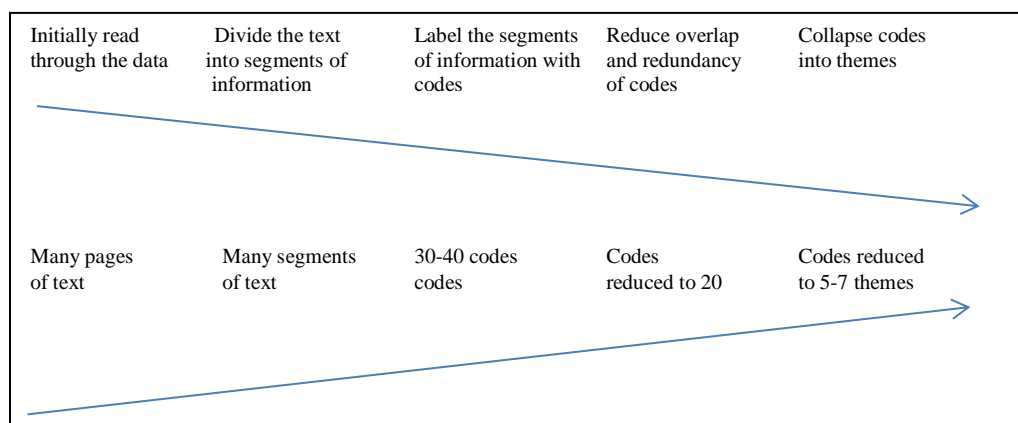 Initially read
through the data
Divide the text
into segments of
information
Label the segments
of information with
codes
Reduce overlap
and redundancy
of codes
Collapse codes
into themes
Many pages
of text
Many segments
of text
30-40 codes
codes
Codes
reduced to 20
Codes reduced
to 5-7 themes